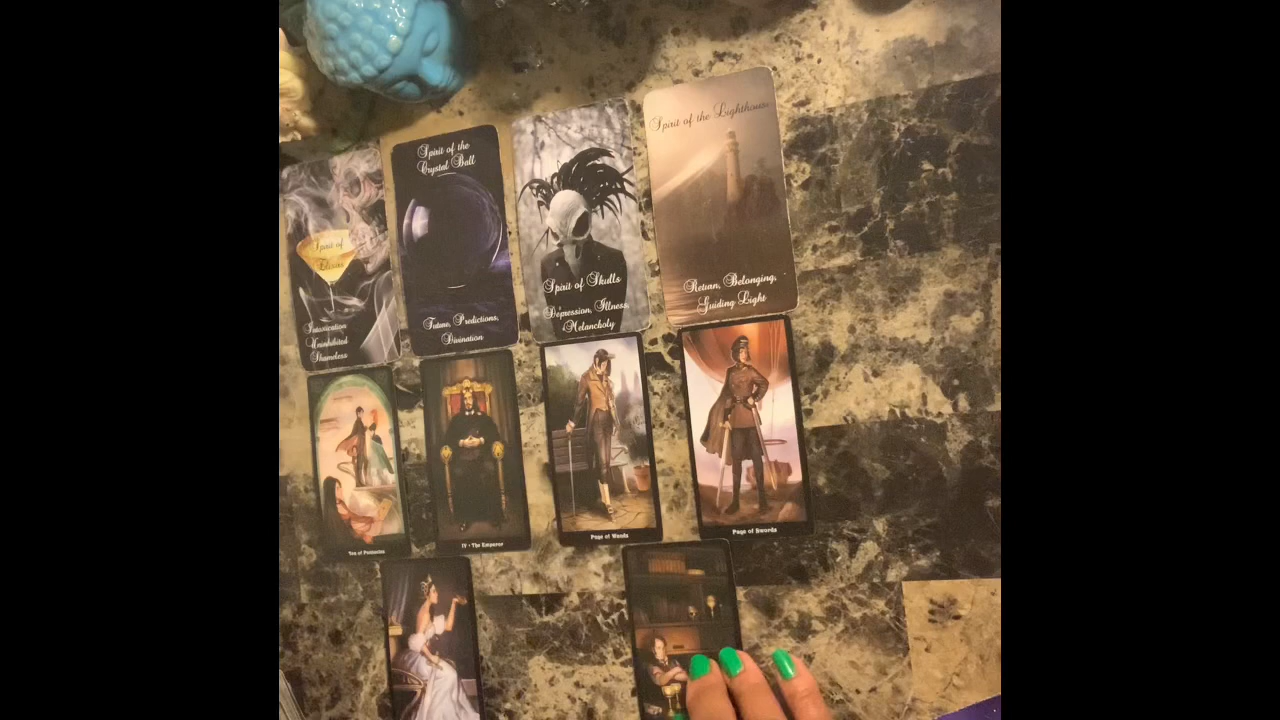 Spirit of
Elixirs
Intoxication
Uninhibited
Shameless
Spirit of the
Crystal Ball
Future, Predictions,
Divination
Spirit of Skulls
Depression, Illness,
Melancholy
Spirit of the Lighthouse
Return, Belonging,
Guiding Light
Ten of Pentacles
IV • The Emperor
Page of Wands
Page of Swords